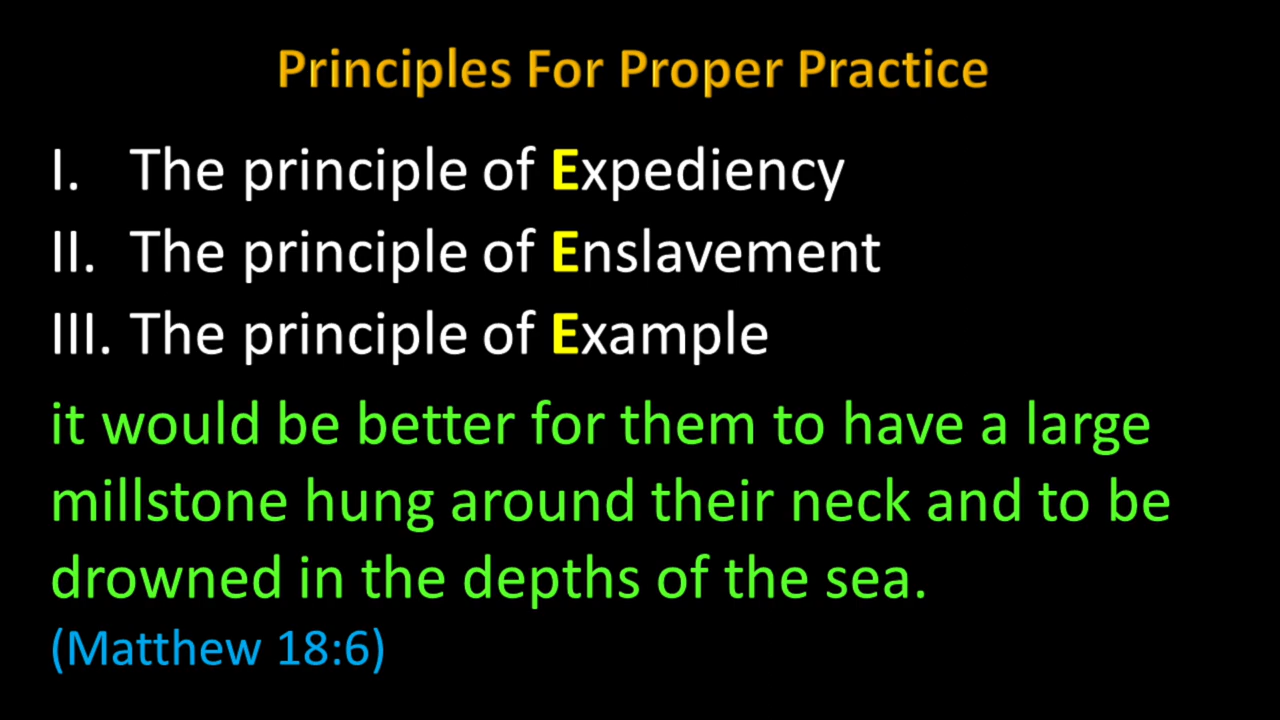 Principles For Proper Practice
I. The principle of Expediency
II. The principle of Enslavement
III. The principle of Example
it would be better for them to have a large
millstone hung around their neck and to be
drowned in the depths of the sea.
(Matthew 18:6)